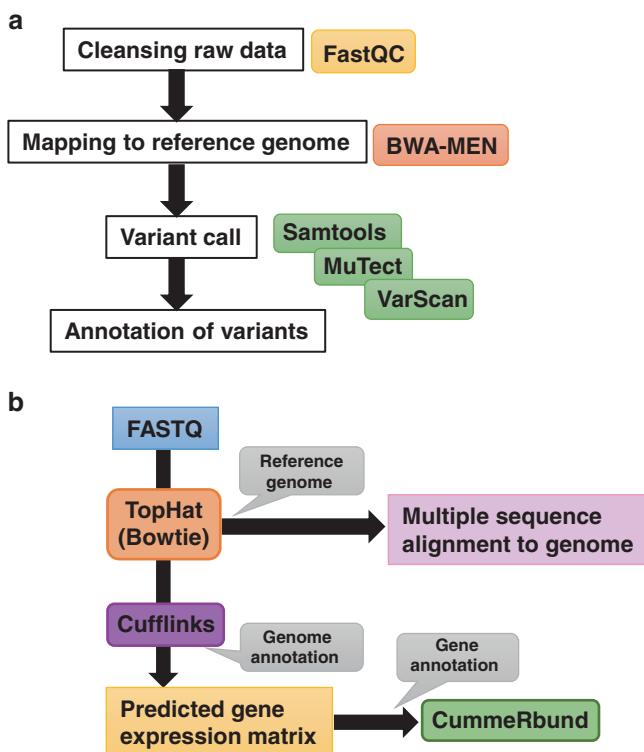 a
Cleansing raw data
FastQC
Mapping to reference genome
BWA-MEN
Variant call
Samtools
MuTect
VarScan
Annotation of variants
b
FASTQ
Reference
genome
TopHat
(Bowtie)
Multiple sequence
alignment to genome
Cufflinks
Genome
annotation
Gene
annotation
Predicted gene
expression matrix
CummeRbund